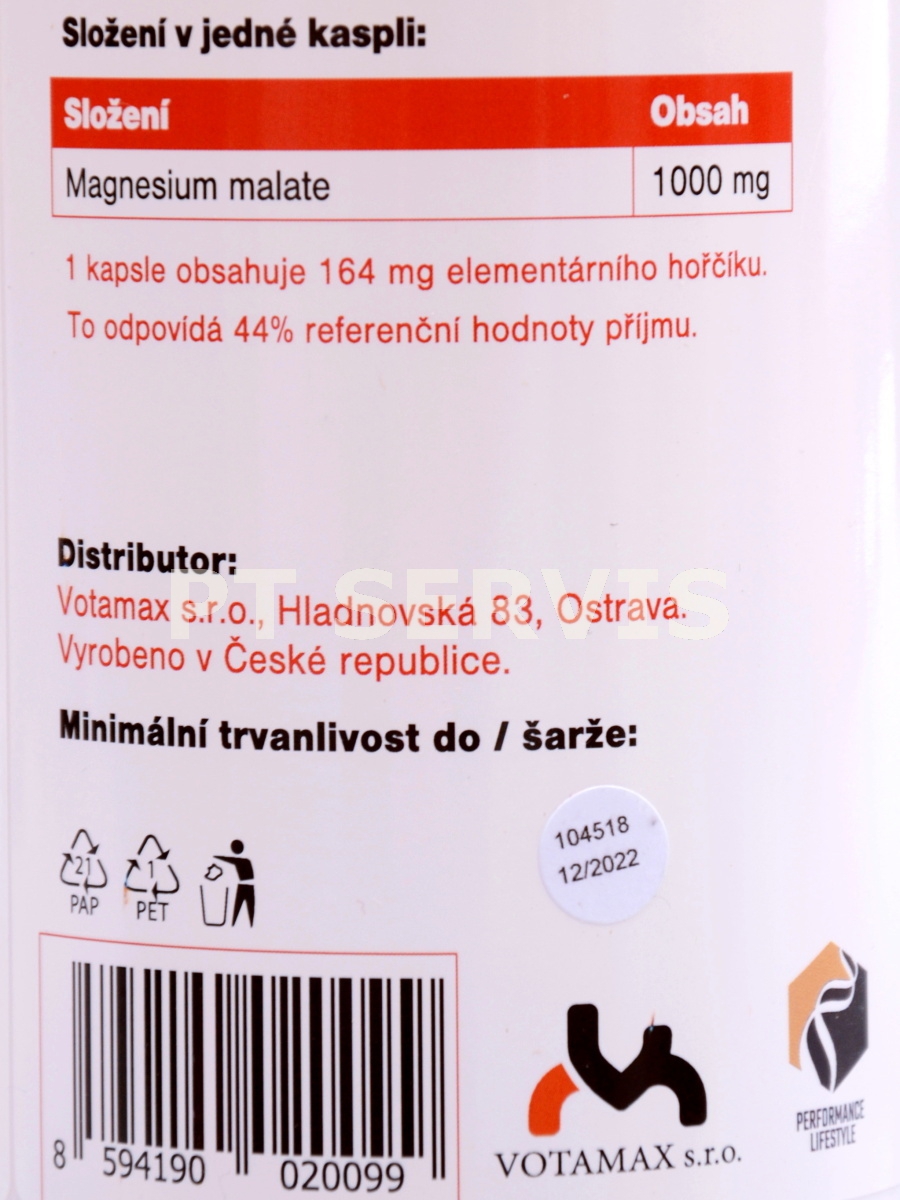 Složení v jedné kaspli:
Složení Obsah
Magnesium malate 1000 mg
1 kapsle obsahuje 164 mg elementárního hořčíku.
To odpovídá 44% referenční hodnoty příjmu.
Distributor:
PT SERVIS
Votamax s.r.o., Hladnovská 83, Ostrava.
Vyrobeno v České republice.
Minimální trvanlivost do / šarže:
104518
12/2022
21 1
PAP PET
8 594190 020099
VOTAMAX s.r.o.
PERFORMANCE
LIFESTYLE